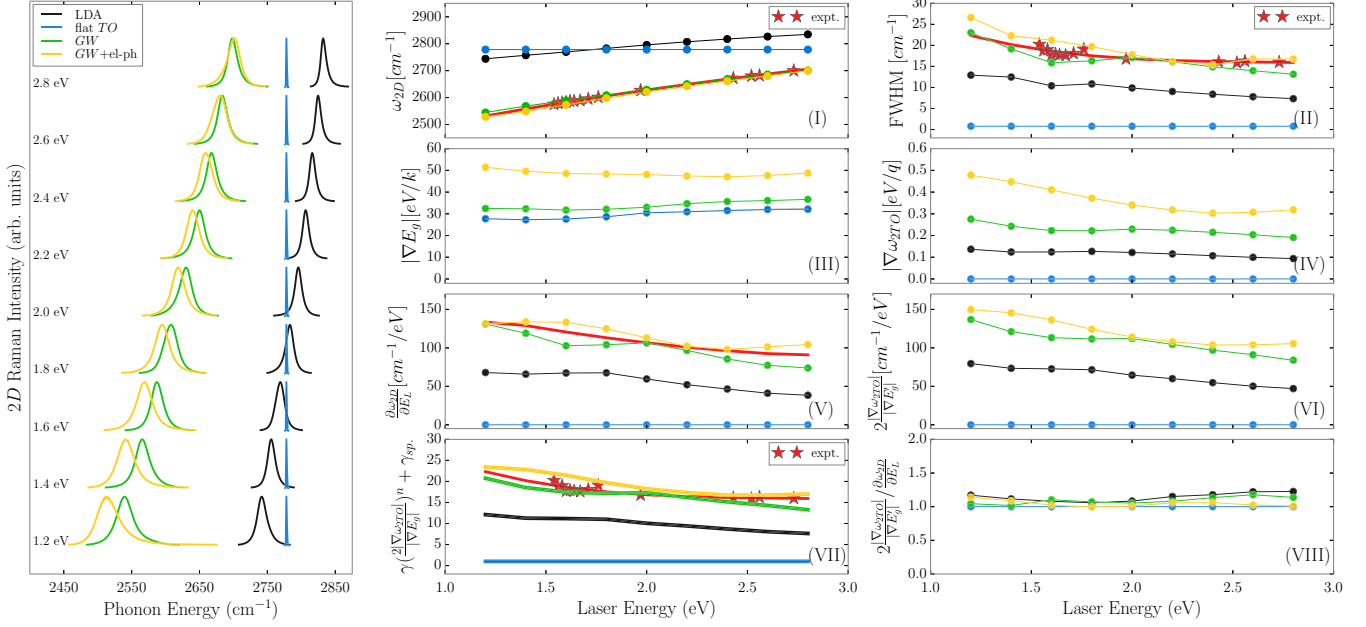 LDA
flat TO
GW
GW+el-ph
2.8 eV
2.6 eV
2.4 eV
2.2 eV
2.0 eV
1.8 eV
1.6 eV
1.4 eV
1.2 eV
2D Raman Intensity (arb. units)
2450 2550 2650 2750 2850
Phonon Energy (cm⁻¹)
2900
2800
2700
2600
2500
ω₂D[cm⁻¹]
expt.
(I)
30
25
20
15
10
5
0
FWHM [cm⁻¹]
expt.
(II)
60
50
40
30
20
10
0
|∇E_g|[eV/k]
(III)
0.6
0.5
0.4
0.3
0.2
0.1
0.0
|∇ω₂TO|[eV/q]
(IV)
150
100
50
0
∂ω₂D/∂E_L [cm⁻¹/eV]
(V)
150
100
50
0
2|∇ω₂TO|/|∇E_g| [cm⁻¹/eV]
(VI)
30
25
20
15
10
5
0
γ(2|∇ω₂TO|/|∇E_g|)ⁿ + γ_sp.
expt.
(VII)
1.0 1.5 2.0 2.5 3.0
Laser Energy (eV)
2.0
1.5
1.0
0.5
0.0
2|∇ω₂TO|/|∇E_g| / ∂ω₂D/∂E_L
(VIII)
1.0 1.5 2.0 2.5 3.0
Laser Energy (eV)